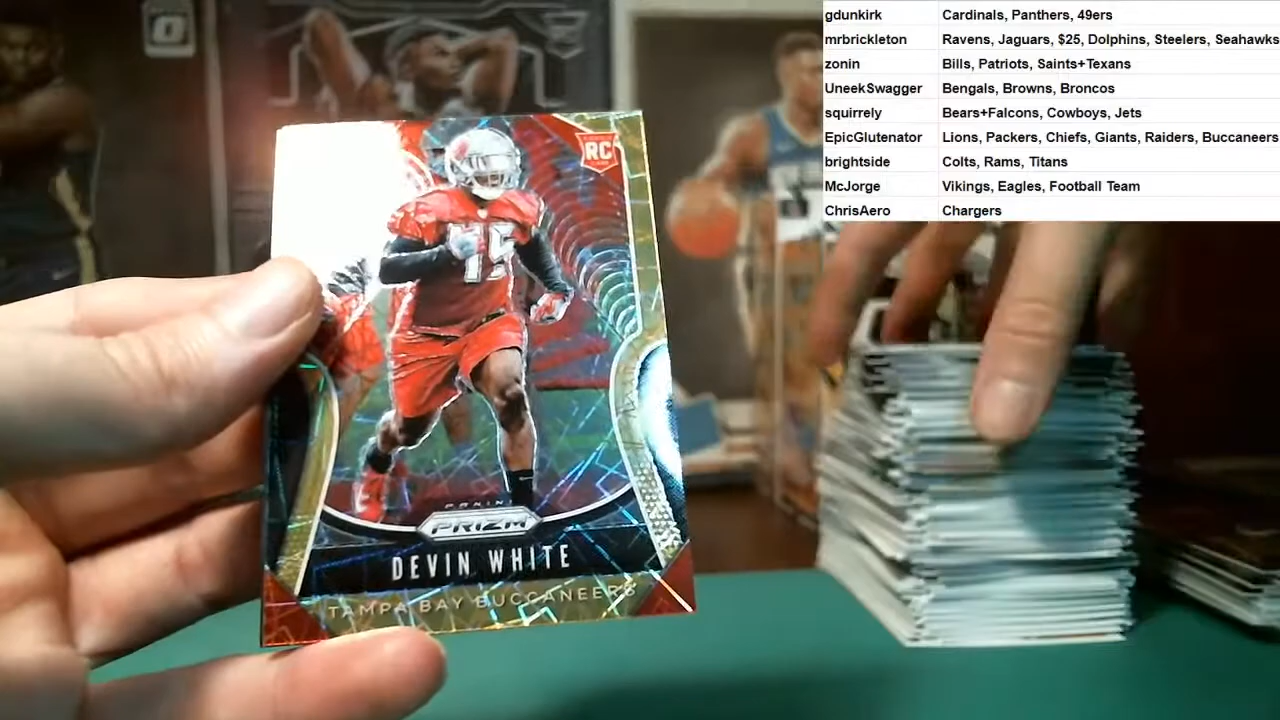 gdunkirk Cardinals, Panthers, 49ers
mrbrickleton Ravens, Jaguars, $25, Dolphins, Steelers, Seahawks
zonin Bills, Patriots, Saints+Texans
UneekSwagger Bengals, Browns, Broncos
squirrely Bears+Falcons, Cowboys, Jets
EpicGlutenator Lions, Packers, Chiefs, Giants, Raiders, Buccaneers
brightside Colts, Rams, Titans
McJorge Vikings, Eagles, Football Team
ChrisAero Chargers
RC
45
PANINI
PRIZM
DEVIN WHITE
TAMPA BAY BUCCANEERS